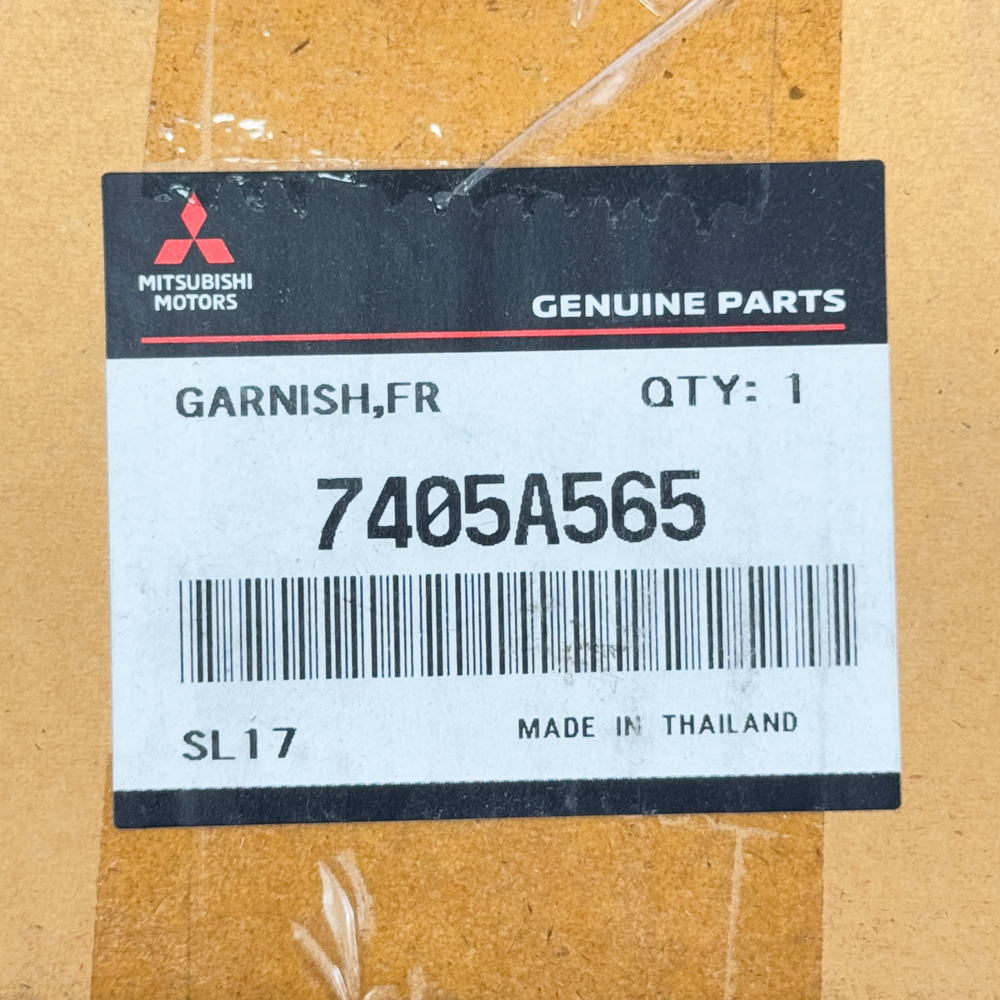 MITSUBISHI
MOTORS
GENUINE PARTS
GARNISH,FR
QTY: 1
7405A565
SL17
MADE IN THAILAND